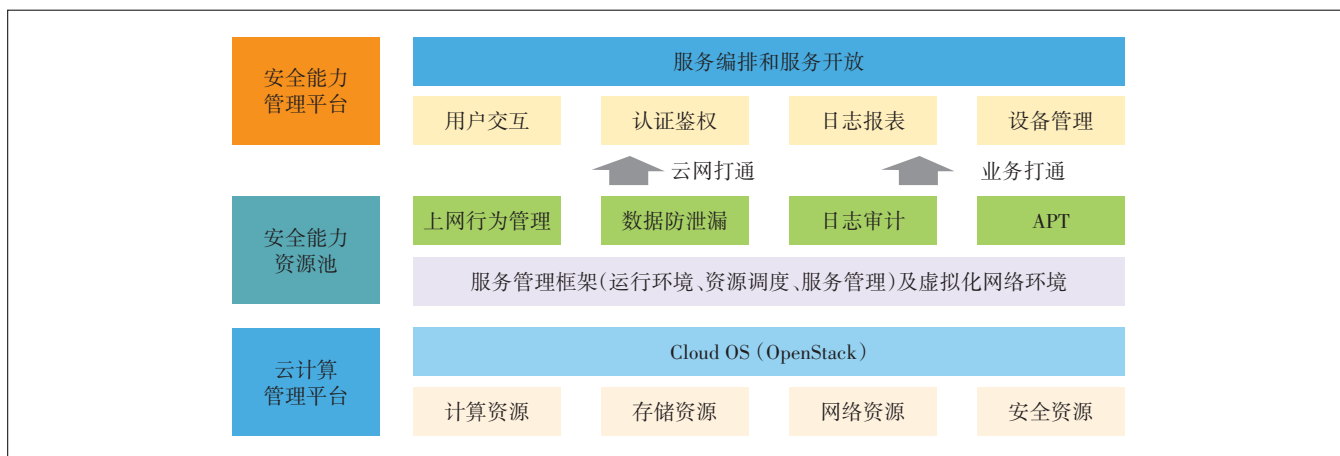 安全能力
管理平台
服务编排和服务开放
用户交互
认证鉴权
日志报表
设备管理
云网打通
业务打通
安全能力
资源池
上网行为管理
数据防泄漏
日志审计
APT
服务管理框架(运行环境、资源调度、服务管理)及虚拟化网络环境
云计算
管理平台
Cloud OS（OpenStack）
计算资源
存储资源
网络资源
安全资源